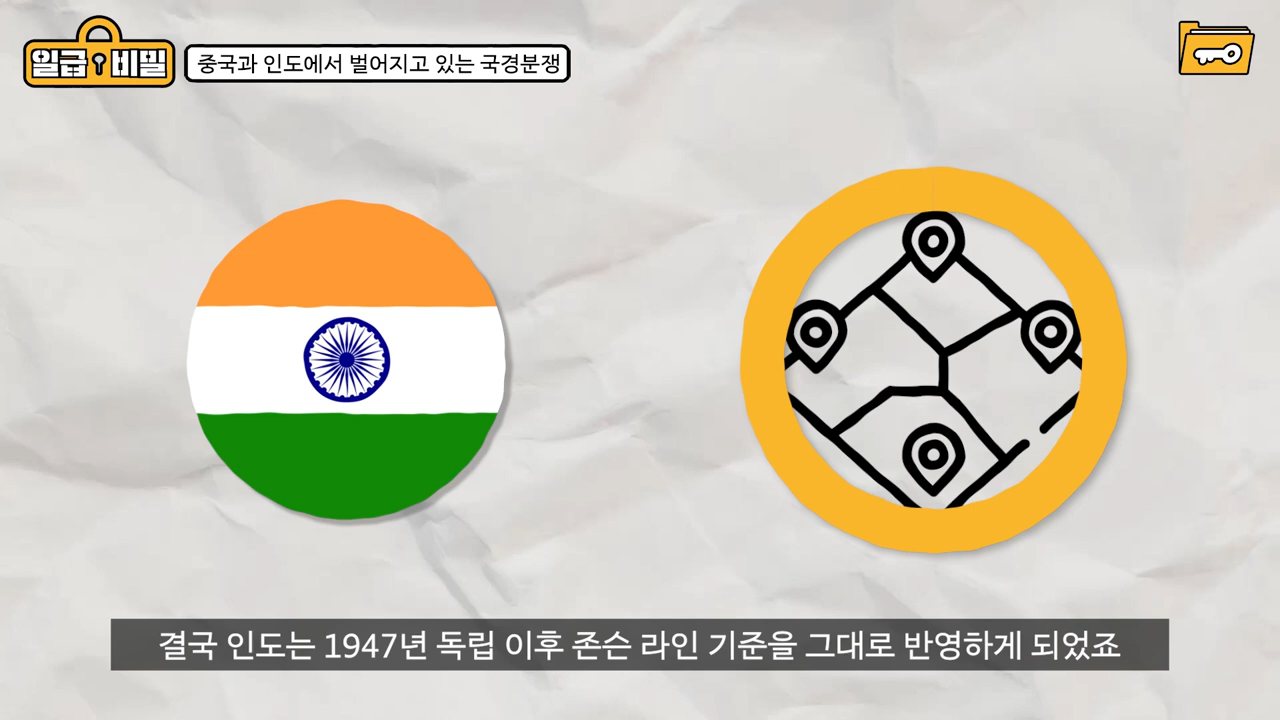 일급비밀
중국과 인도에서 벌어지고 있는 국경분쟁
결국 인도는 1947년 독립 이후 존슨 라인 기준을 그대로 반영하게 되었죠